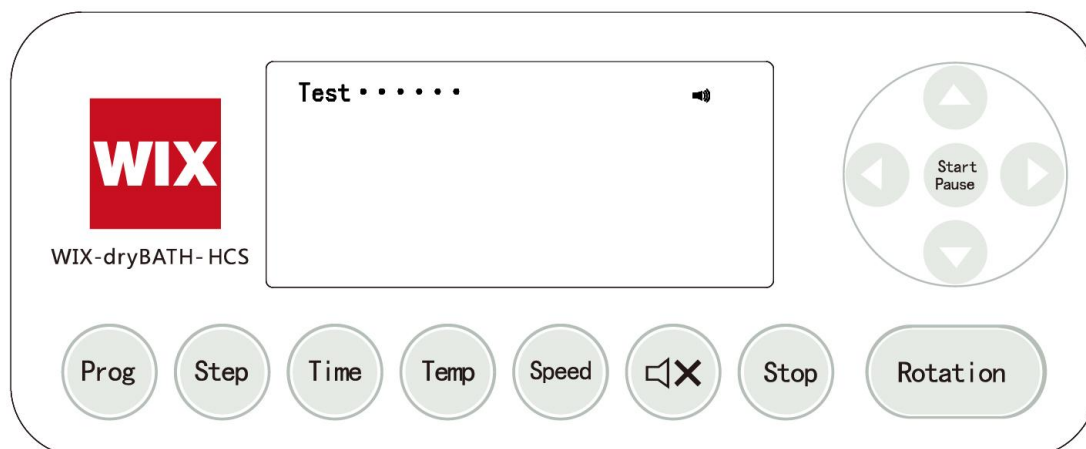 Test······
WIX
WIX-dryBATH-HCS
Start
Pause
Prog
Step
Time
Temp
Speed
Stop
Rotation